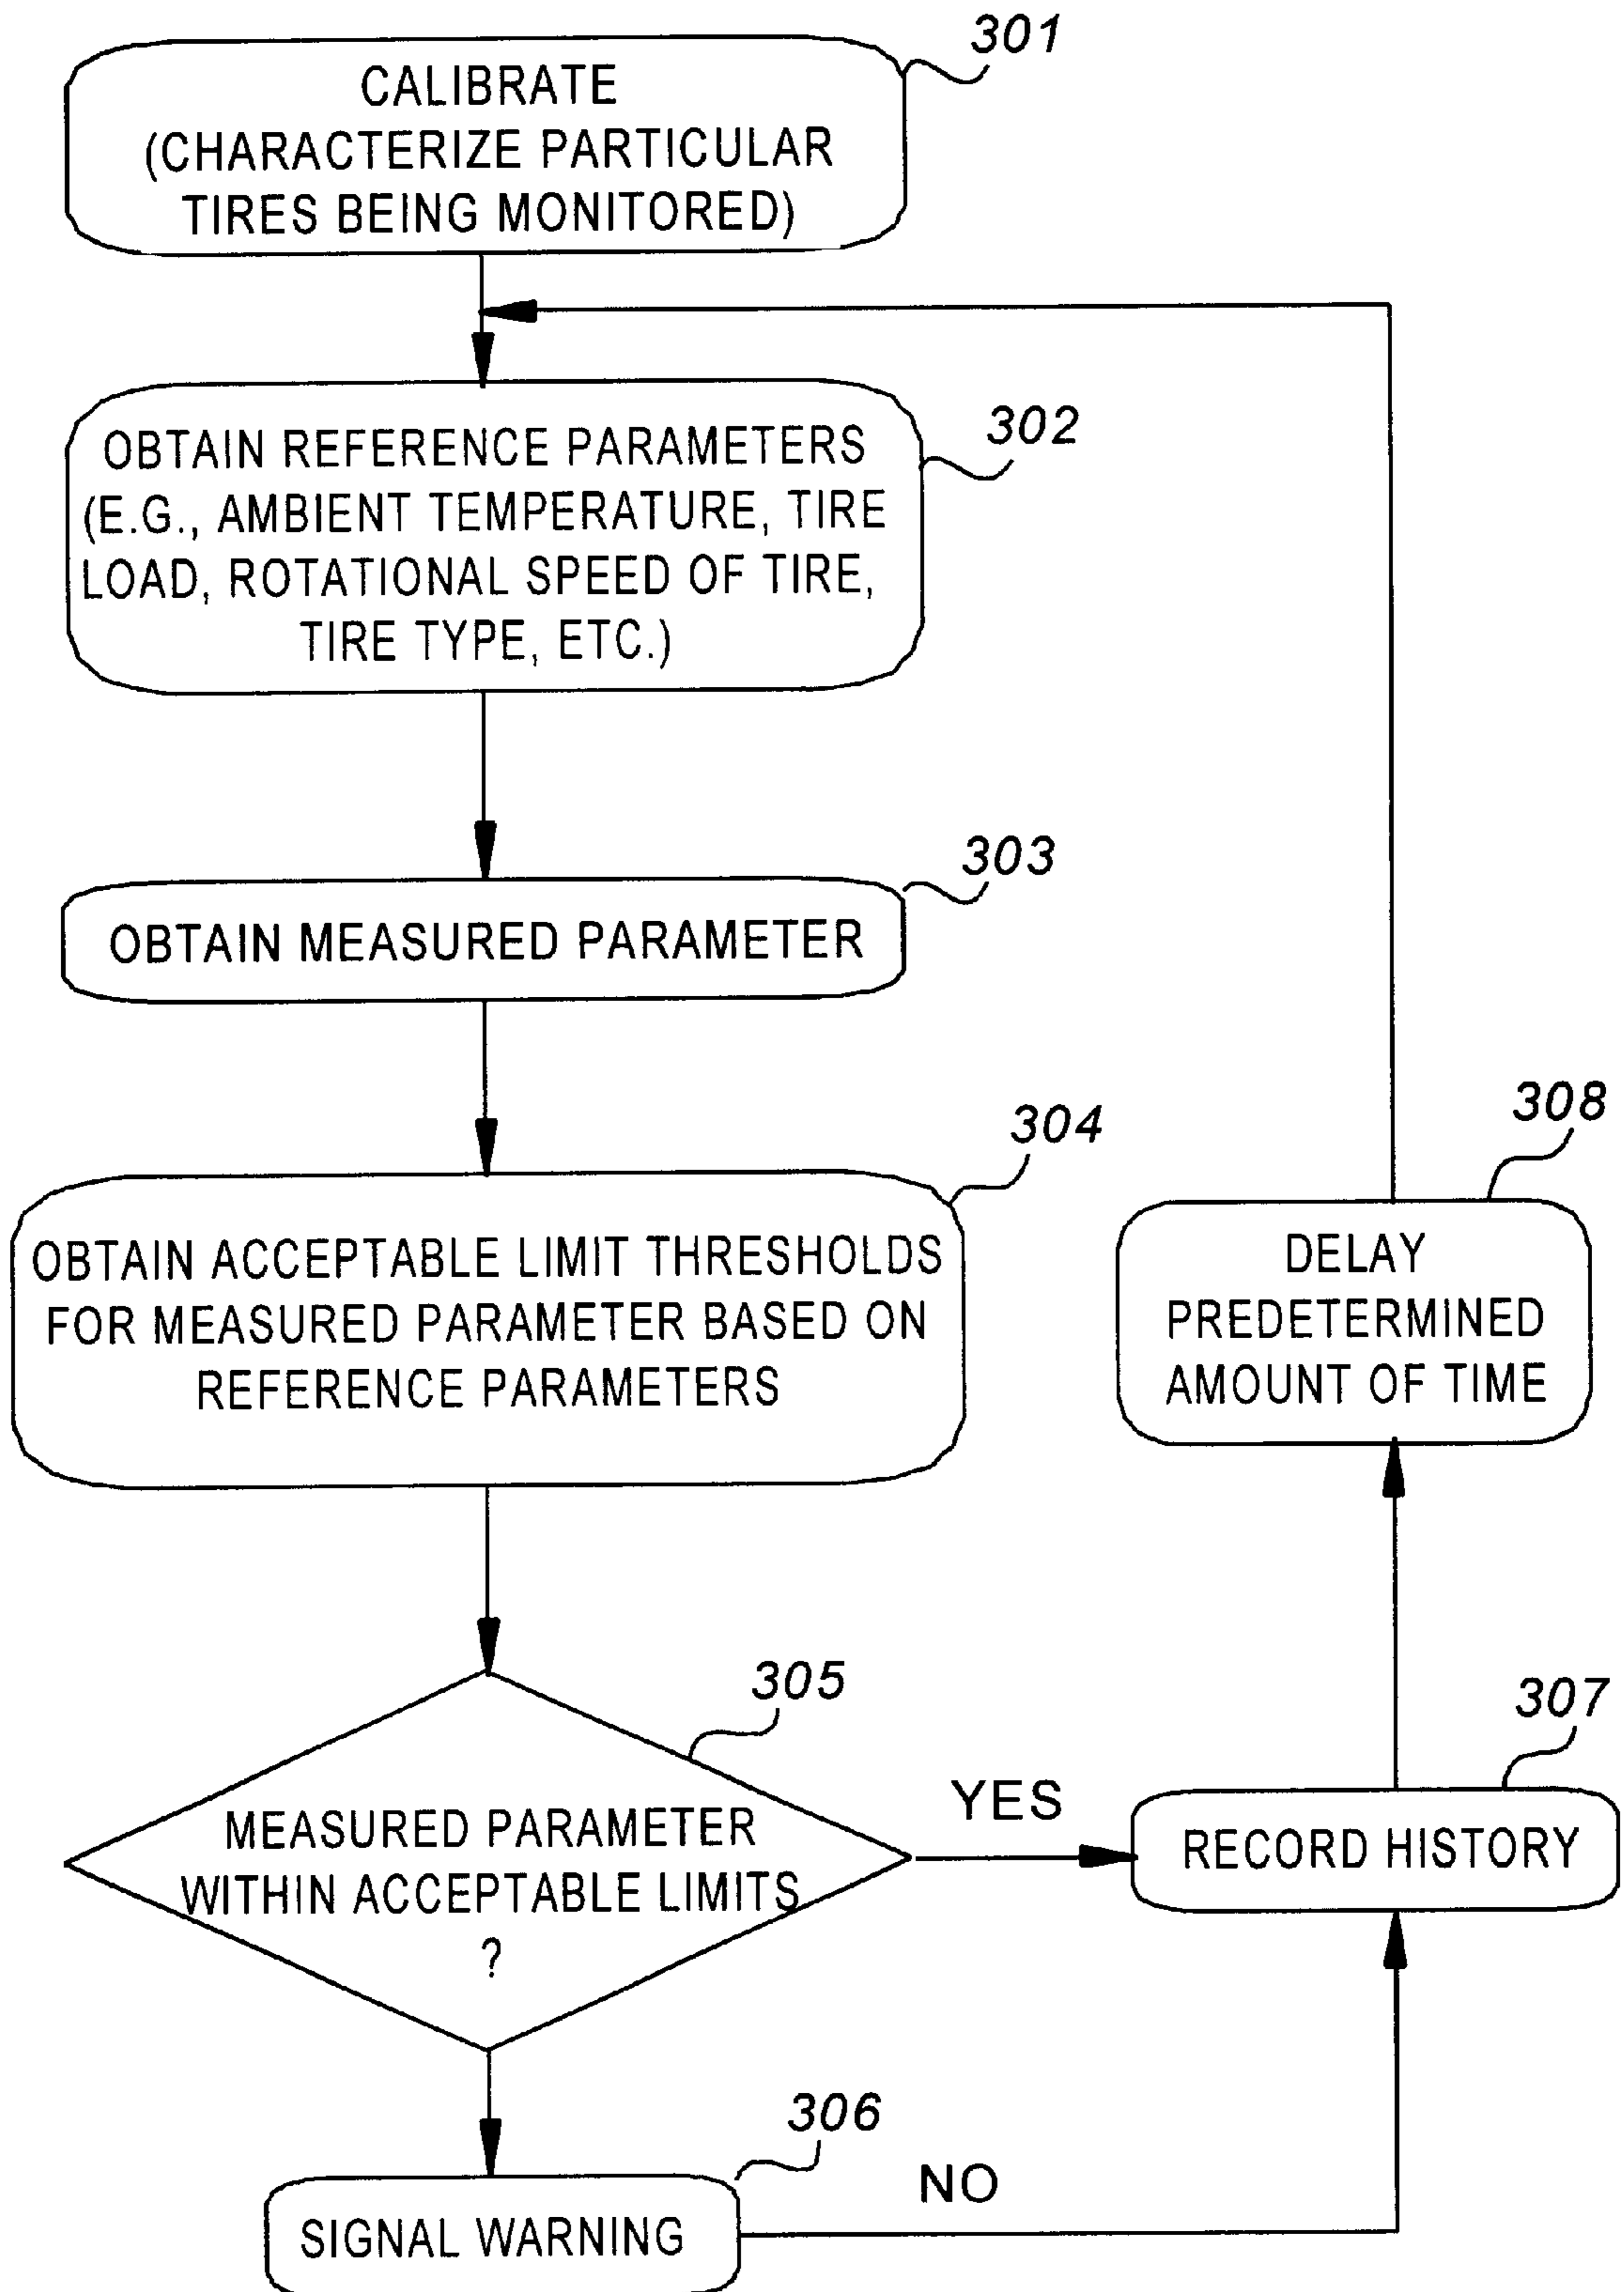 301
CALIBRATE
(CHARACTERIZE PARTICULAR
TIRES BEING MONITORED)
302
OBTAIN REFERENCE PARAMETERS
(E.G., AMBIENT TEMPERATURE, TIRE
LOAD, ROTATIONAL SPEED OF TIRE,
TIRE TYPE, ETC.)
303
OBTAIN MEASURED PARAMETER
304
OBTAIN ACCEPTABLE LIMIT THRESHOLDS
FOR MEASURED PARAMETER BASED ON
REFERENCE PARAMETERS
305
MEASURED PARAMETER
WITHIN ACCEPTABLE LIMITS
?
YES
306
SIGNAL WARNING
NO
307
RECORD HISTORY
308
DELAY
PREDETERMINED
AMOUNT OF TIME